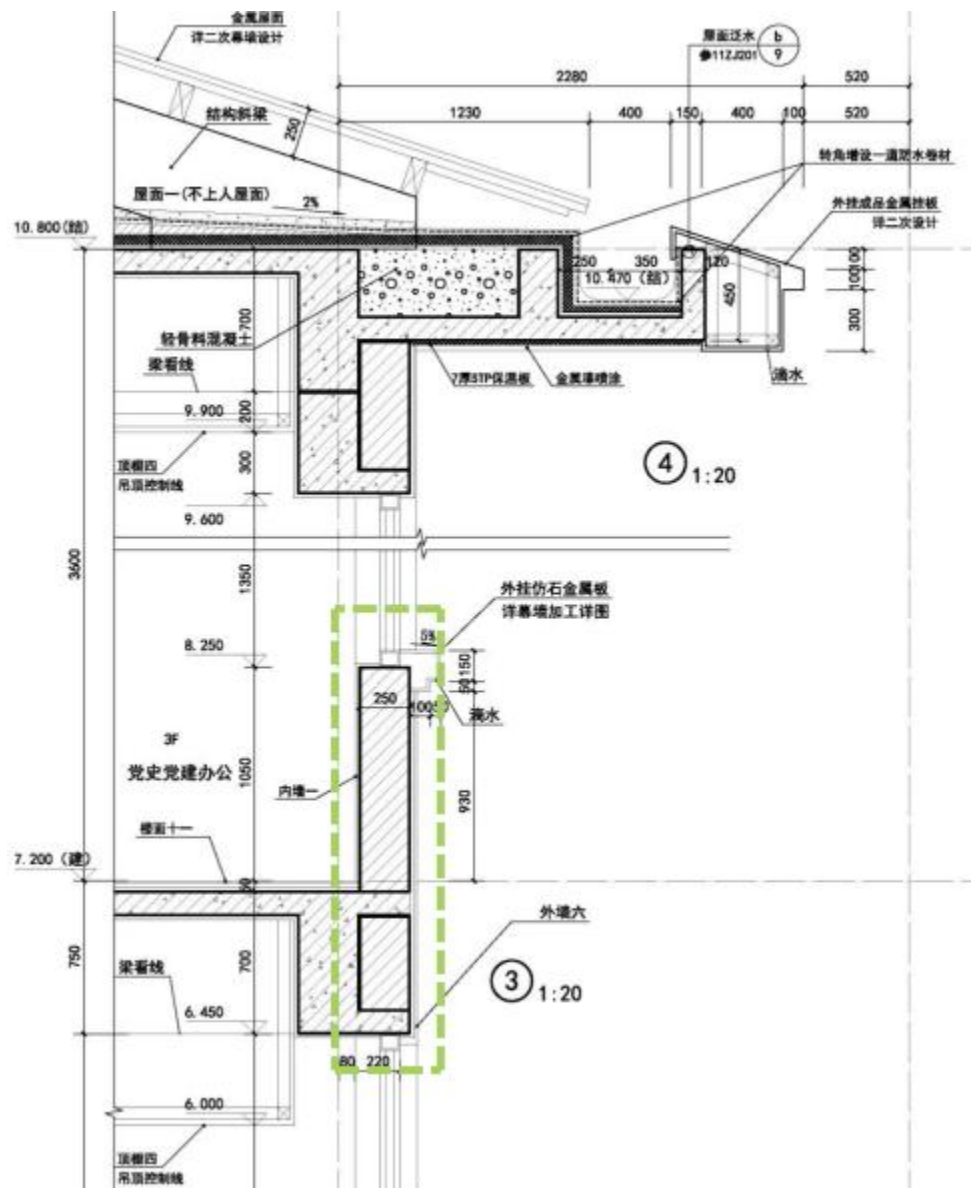 金属屋面
详二次幕墙设计
屋面泛水
参11ZJ201
b
9
2280
520
1230
400
150
400
100
520
结构斜梁
250
转角增设一道防水卷材
屋面一(不上人屋面)
2%
外挂成品金属挂板
详二次设计
10.800(结)
250
350
120
10.470(结)
100
100
300
450
700
轻骨料混凝土
梁看线
7厚STP保温板
金属漆喷涂
滴水
9.900
200
顶棚四
吊顶控制线
300
④ 1:20
9.600
3600
1350
外挂仿石金属板
详幕墙加工详图
5%
8.250
150
50
250
100
50
滴水
3F
党史党建办公
1050
内墙一
930
楼面十一
7.200(建)
50
外墙六
750
梁看线
700
③ 1:20
6.450
80
220
6.000
顶棚四
吊顶控制线